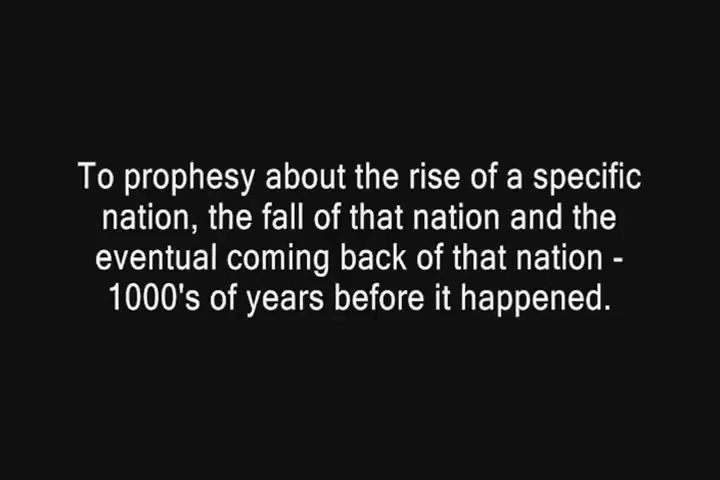 To prophesy about the rise of a specific
nation, the fall of that nation and the
eventual coming back of that nation -
1000's of years before it happened.